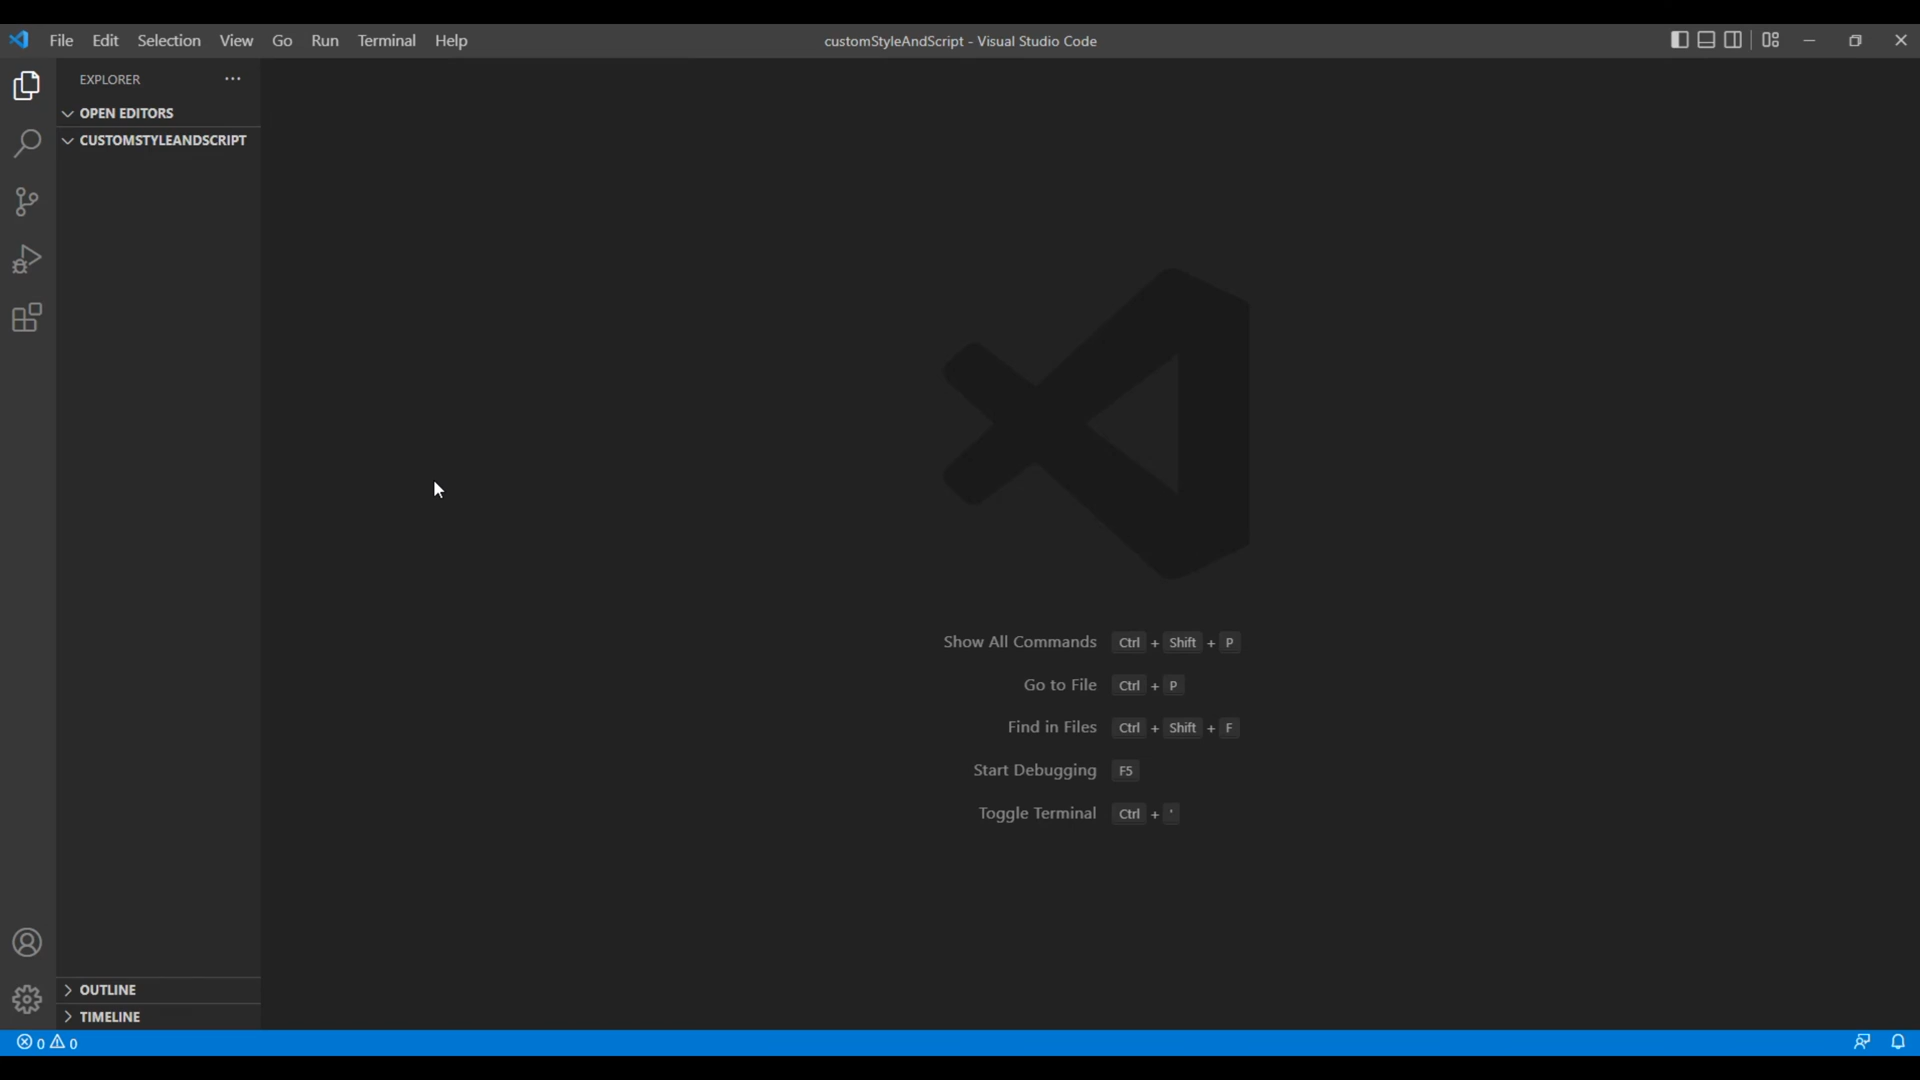 File Edit Selection View Go Run Terminal Help customStyleAndScript - Visual Studio Code
EXPLORER
OPEN EDITORS
CUSTOMSTYLEANDSCRIPT
Show All Commands Ctrl + Shift + P
Go to File Ctrl + P
Find in Files Ctrl + Shift + F
Start Debugging F5
Toggle Terminal Ctrl + '
OUTLINE
TIMELINE
0 0